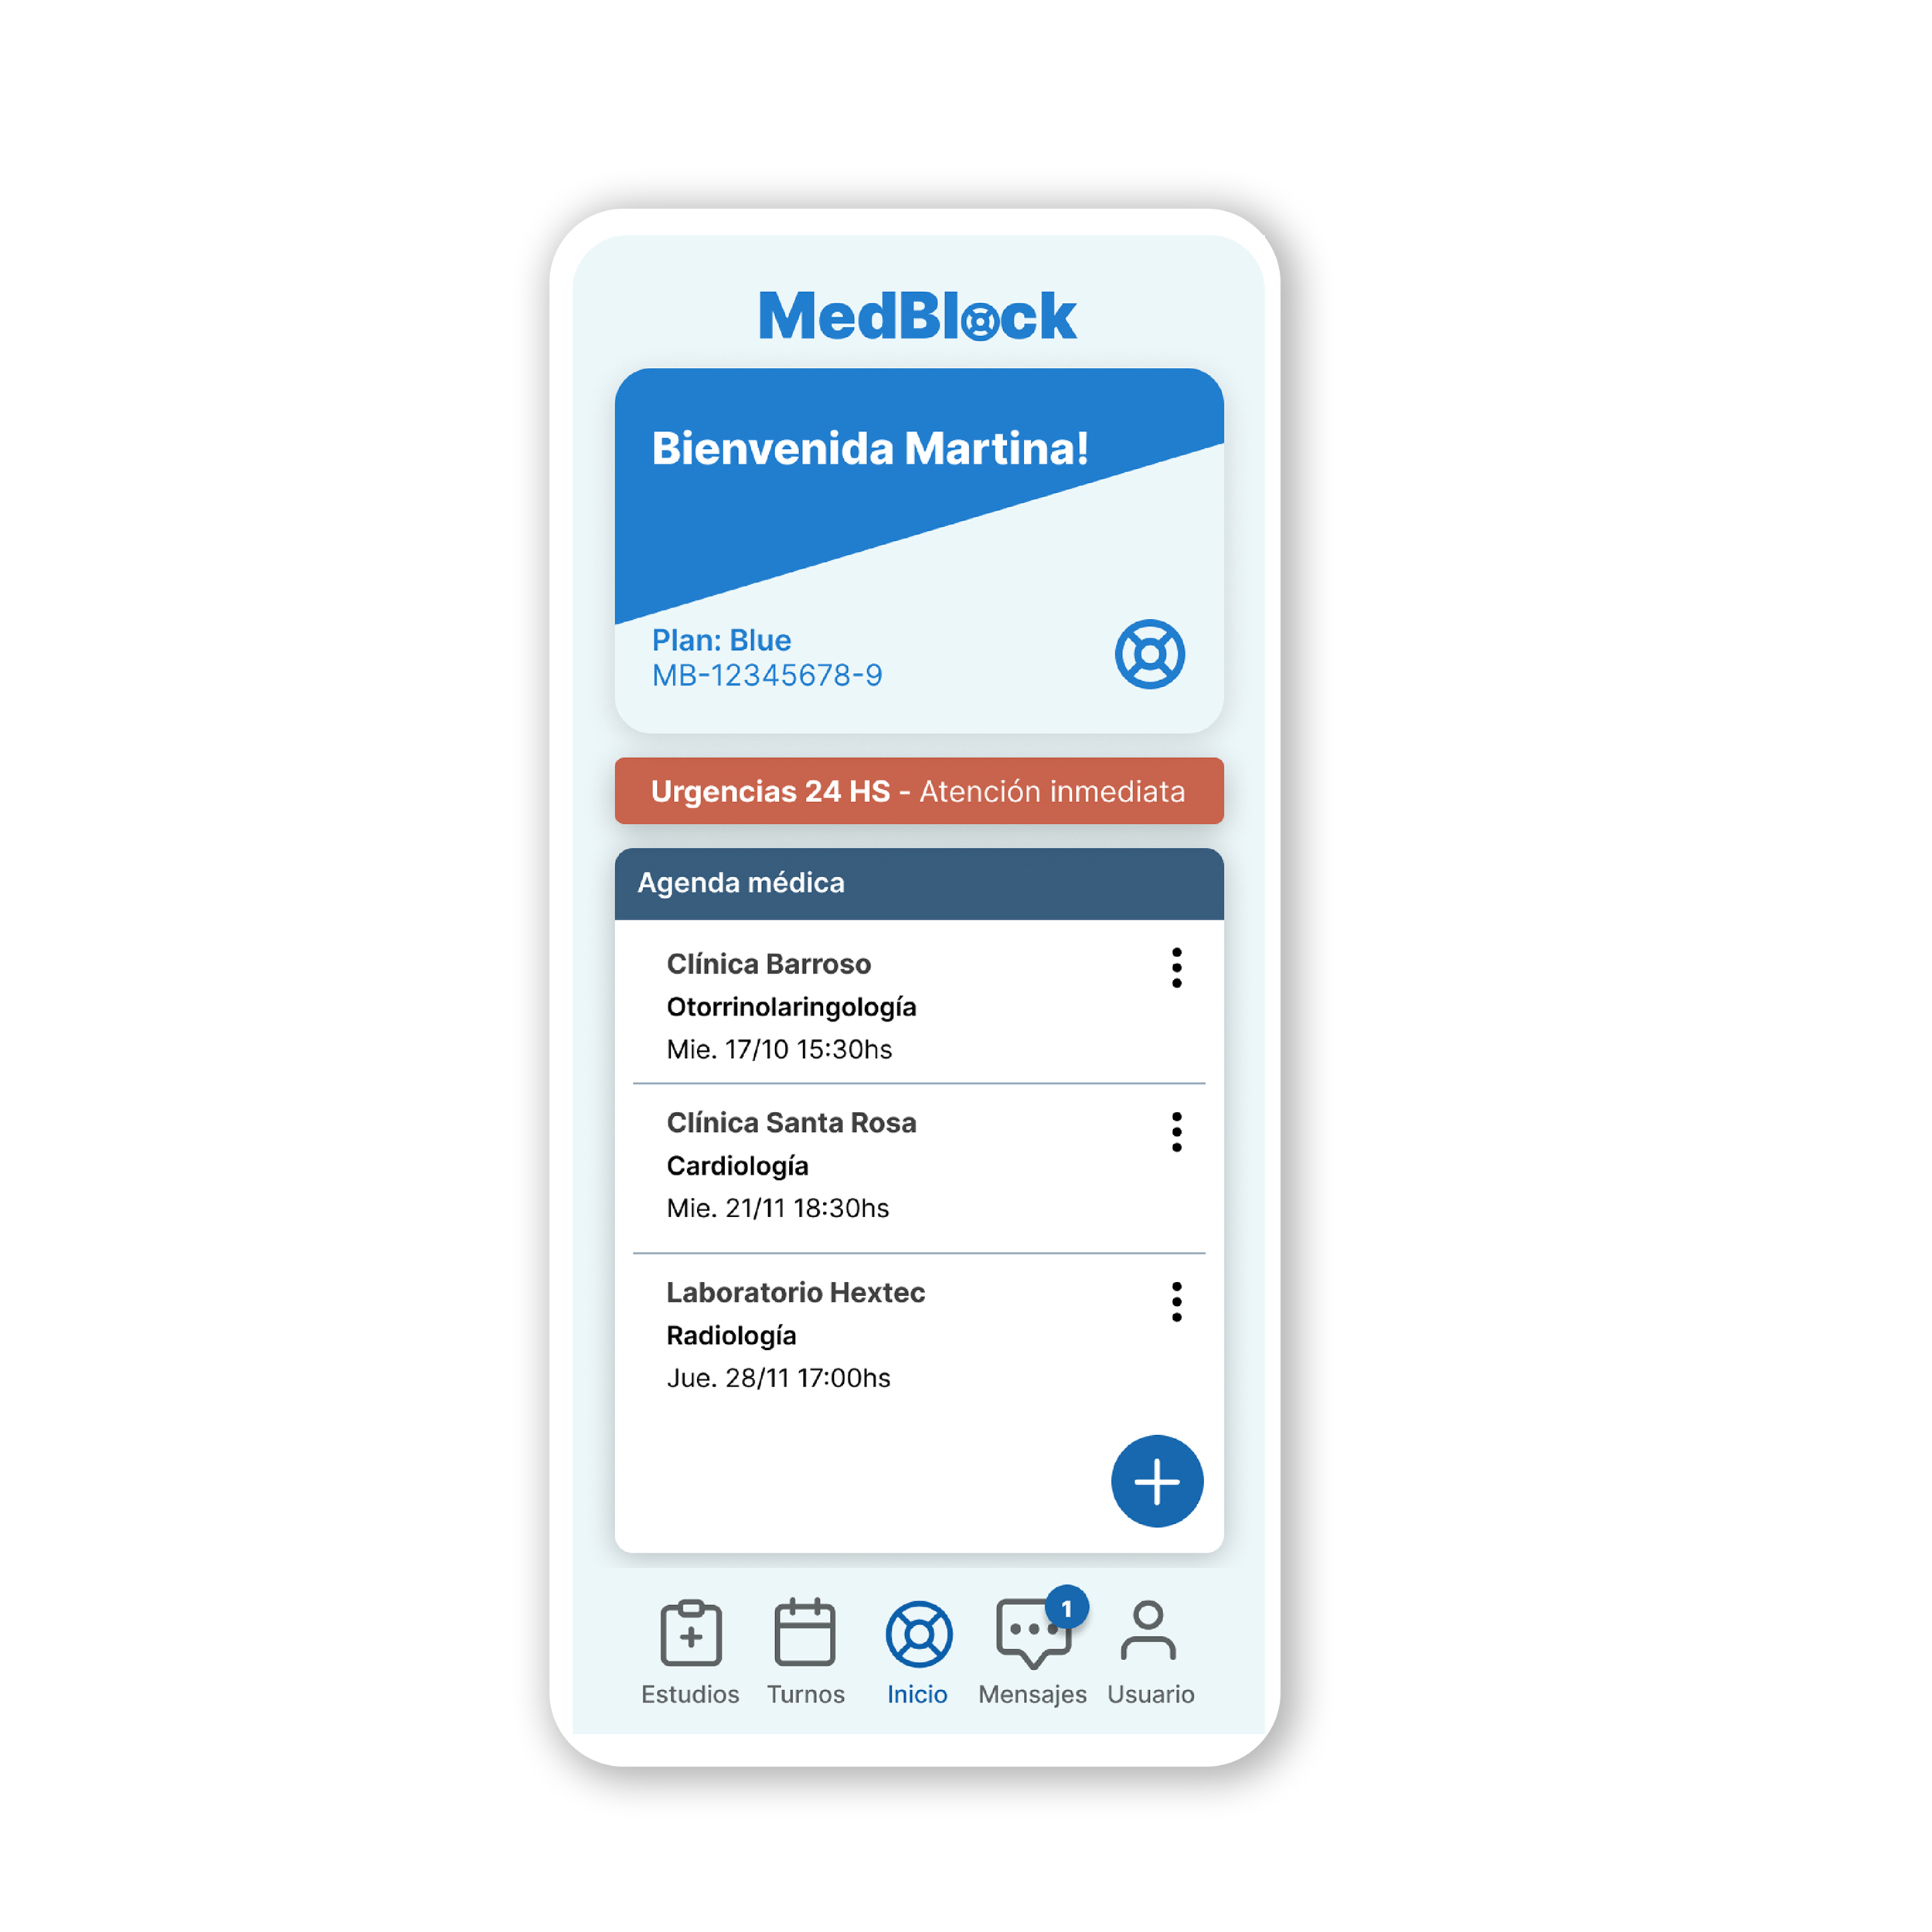 MedBlock
Bienvenida Martina!
Plan: Blue
MB-12345678-9
Urgencias 24 HS - Atención inmediata
Agenda médica
Clínica Barroso
Otorrinolaringología
Mie. 17/10 15:30hs
Clínica Santa Rosa
Cardiología
Mie. 21/11 18:30hs
Laboratorio Hextec
Radiología
Jue. 28/11 17:00hs
1
Estudios Turnos Inicio Mensajes Usuario